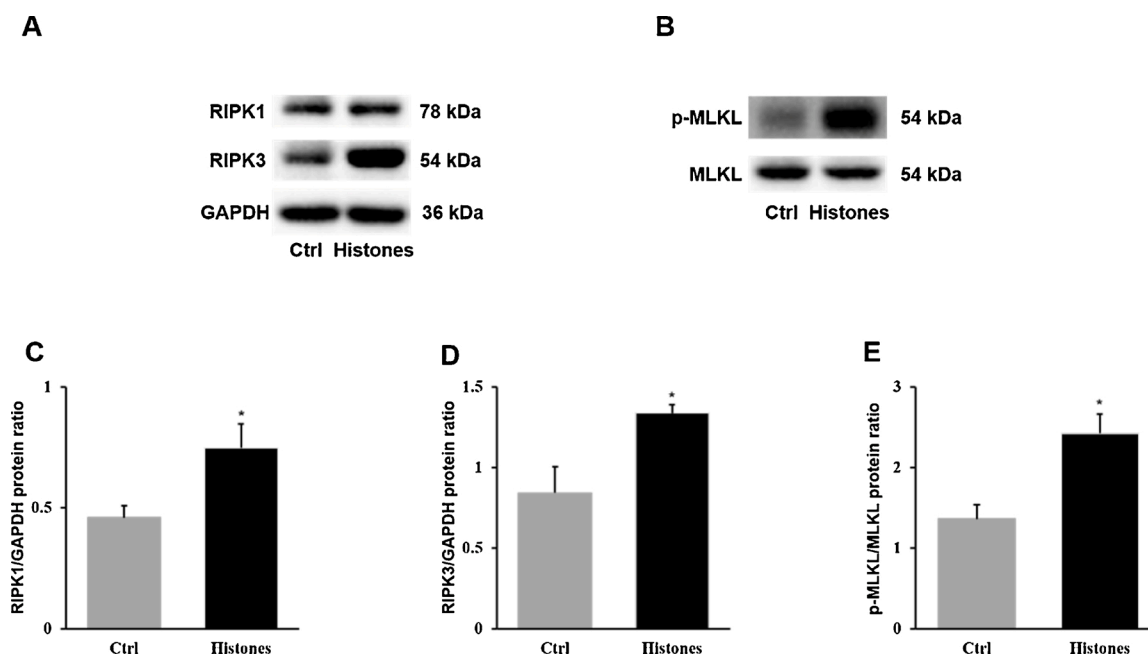 A
B
RIPK1
78 kDa
RIPK3
54 kDa
GAPDH
36 kDa
Ctrl Histones
p-MLKL
54 kDa
MLKL
54 kDa
Ctrl Histones
C
RIPK1/GAPDH protein ratio
1
0.5
0
*
Ctrl
Histones
D
RIPK3/GAPDH protein ratio
1.5
1
0.5
0
*
Ctrl
Histones
E
p-MLKL/MLKL protein ratio
3
2
1
0
*
Ctrl
Histones